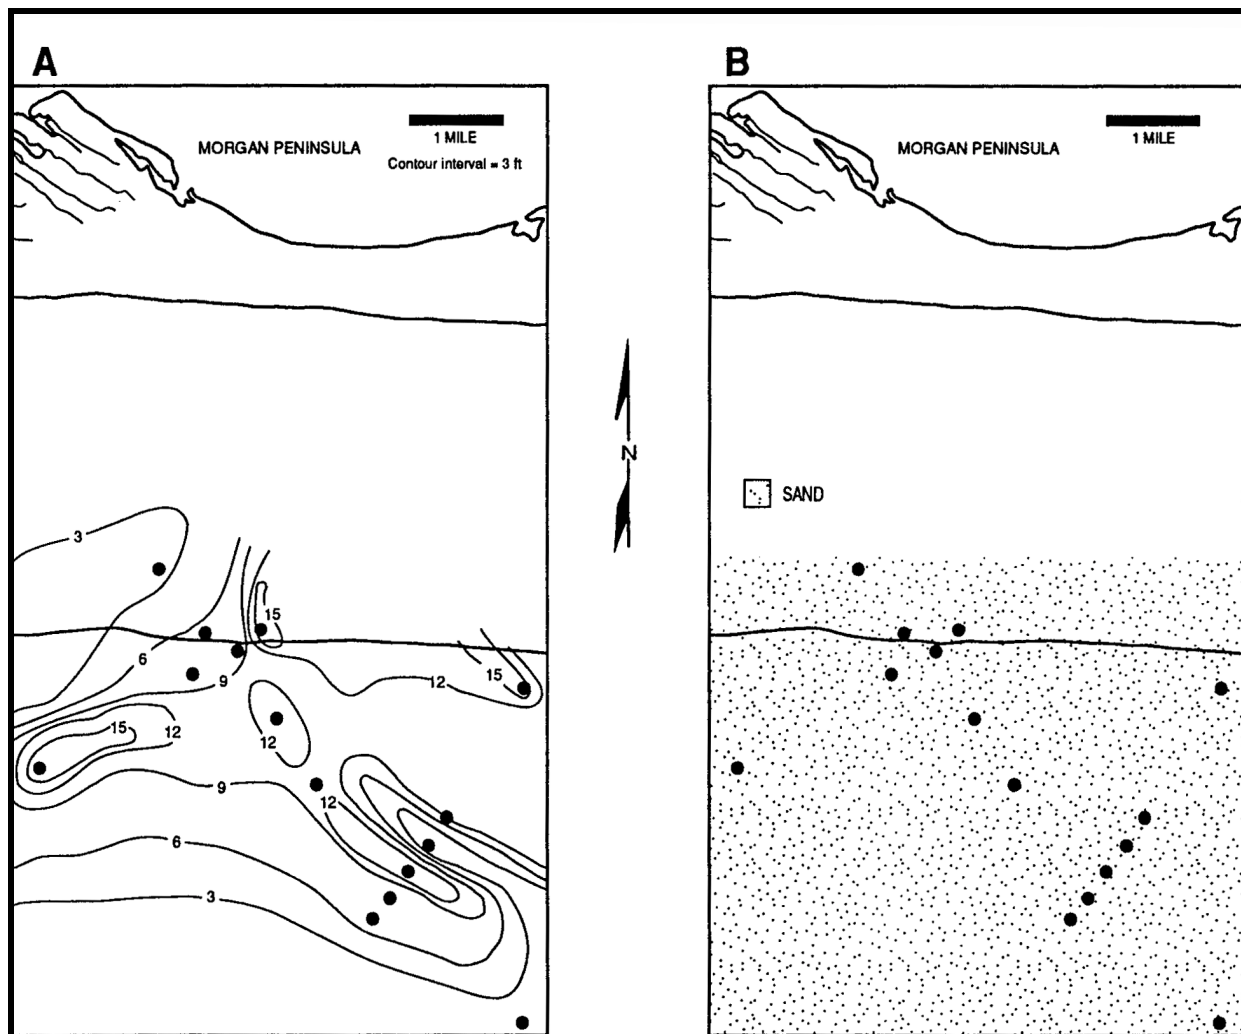 A
1 MILE
MORGAN PENINSULA
Contour interval = 3 ft
3
15
6
9
12
15
15
12
12
9
12
6
3
N
B
1 MILE
MORGAN PENINSULA
SAND